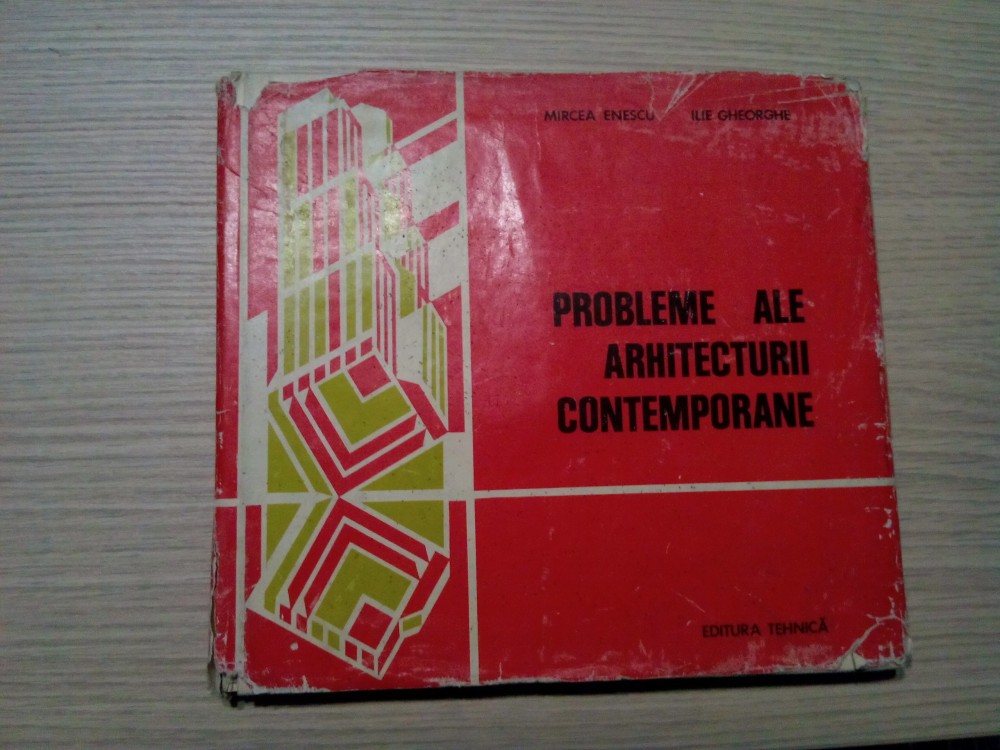 MIRCEA ENESCU ILIE GHEORGHE
PROBLEME ALE
ARHITECTURII
CONTEMPORANE
EDITURA TEHNICĂ